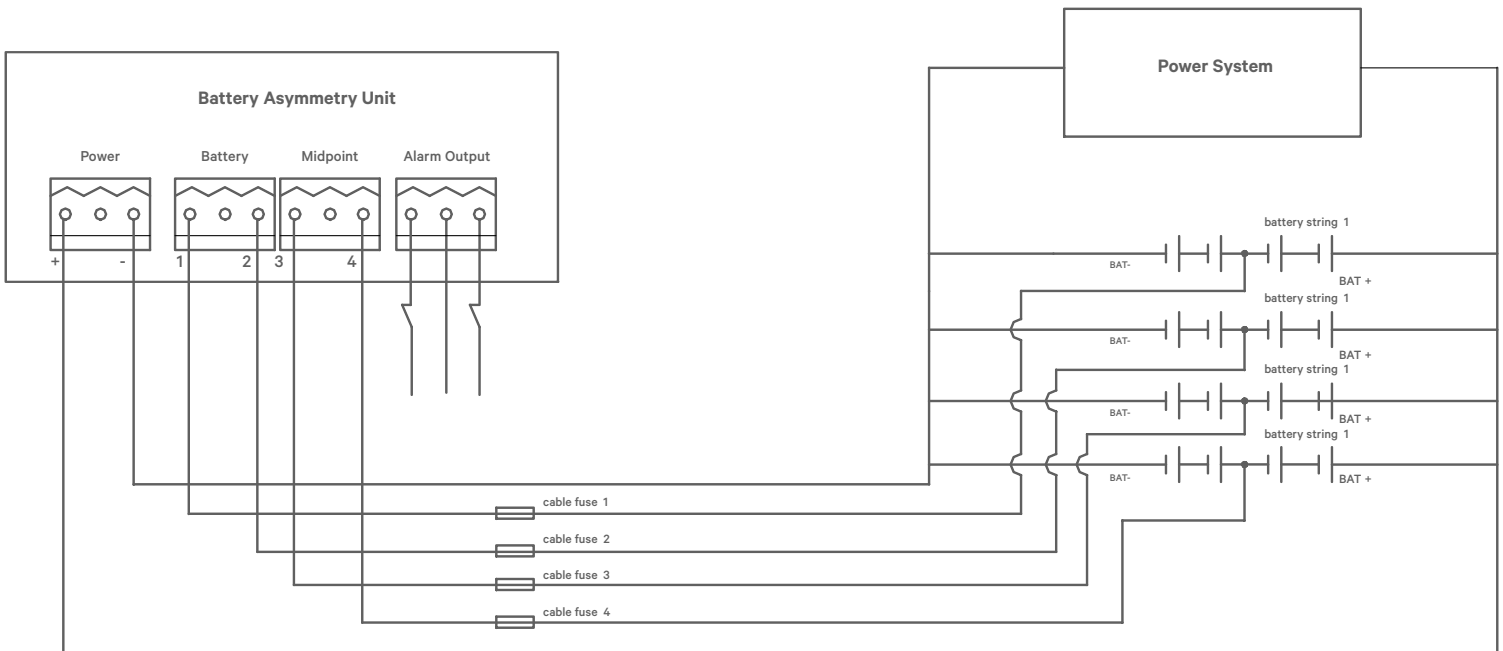 Power System
Battery Asymmetry Unit
Power
Battery
Midpoint
Alarm Output
+
-
1
2
3
4
battery string 1
BAT-
BAT +
battery string 1
BAT-
BAT +
battery string 1
BAT-
BAT +
battery string 1
BAT-
BAT +
cable fuse 1
cable fuse 2
cable fuse 3
cable fuse 4